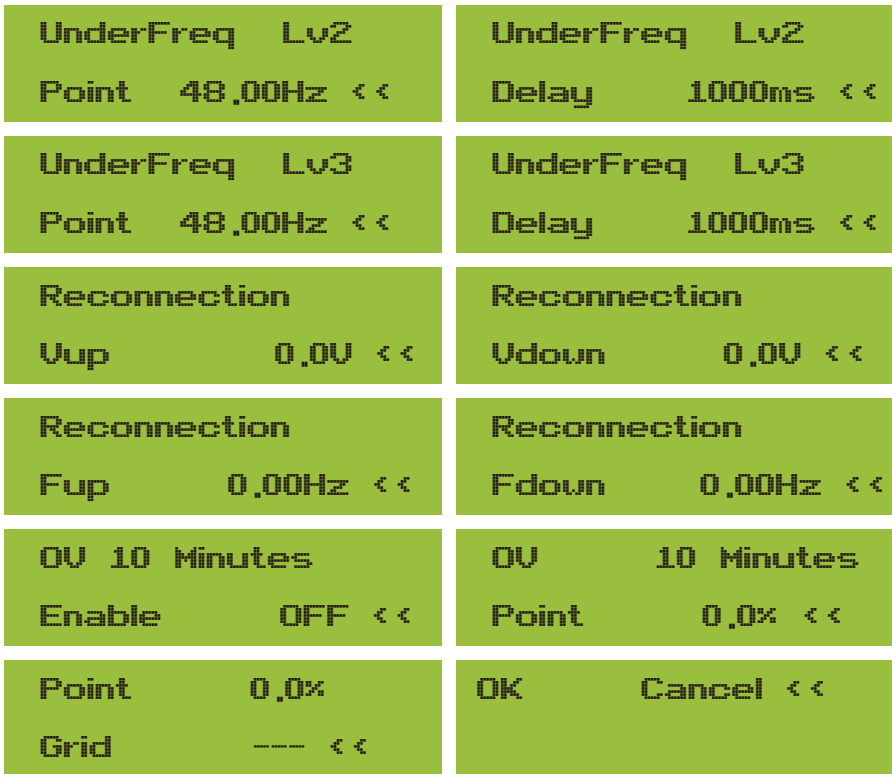 UnderFreq Lv2
Point 48.00Hz <<
UnderFreq Lv2
Delay 1000ms <<
UnderFreq Lv3
Point 48.00Hz <<
UnderFreq Lv3
Delay 1000ms <<
Reconnection
Vup 0.0V <<
Reconnection
Vdown 0.0V <<
Reconnection
Fup 0.00Hz <<
Reconnection
Fdown 0.00Hz <<
OV 10 Minutes
Enable OFF <<
OV 10 Minutes
Point 0.0% <<
Point 0.0%
Grid --- <<
OK Cancel <<